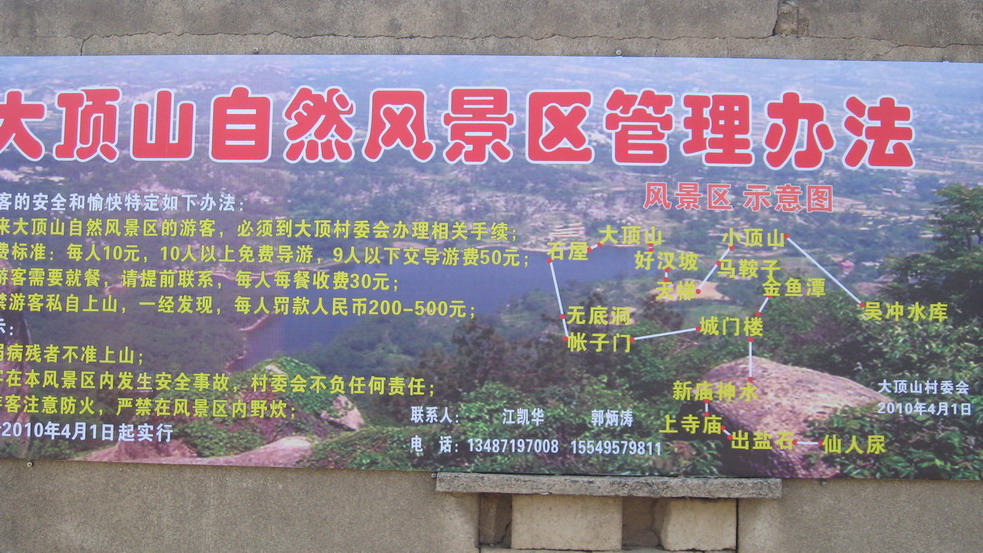 大顶山自然风景区管理办法
风景区 示意图
客的安全和愉快特定如下办法：
来大顶山自然风景区的游客，必须到大顶村委会办理相关手续；
费标准：每人10元，10人以上免费导游，9人以下交导游费50元；
游客需要就餐，请提前联系，每人每餐收费30元；
禁游客私自上山，一经发现，每人罚款人民币200-500元；
示：
弱病残者不准上山；
在本风景区内发生安全事故，村委会不负任何责任；
客注意防火，严禁在风景区内野炊；
2010年4月1日起实行
联系人： 江凯华 郭炳涛
电 话：13487197008 15549579811
石屋
大顶山
好汉坡
小顶山
马鞍子
金鱼潭
吴冲水库
无底洞
帐子门
城门楼
新庙神水
上寺庙
出盐石
仙人尿
大顶山村委会
2010年4月1日